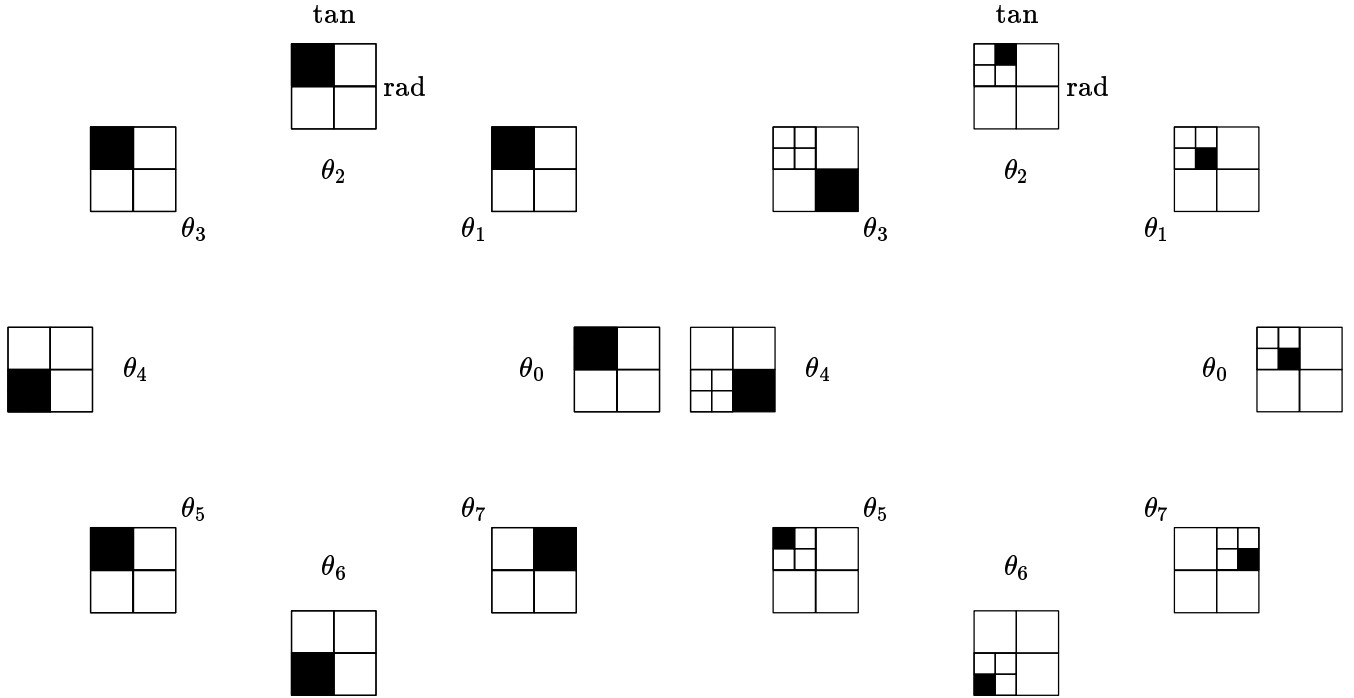 tan tan
rad rad
θ₂ θ₂
θ₃ θ₁ θ₃ θ₁
θ₄ θ₀ θ₄ θ₀
θ₅ θ₇ θ₅ θ₇
θ₆ θ₆